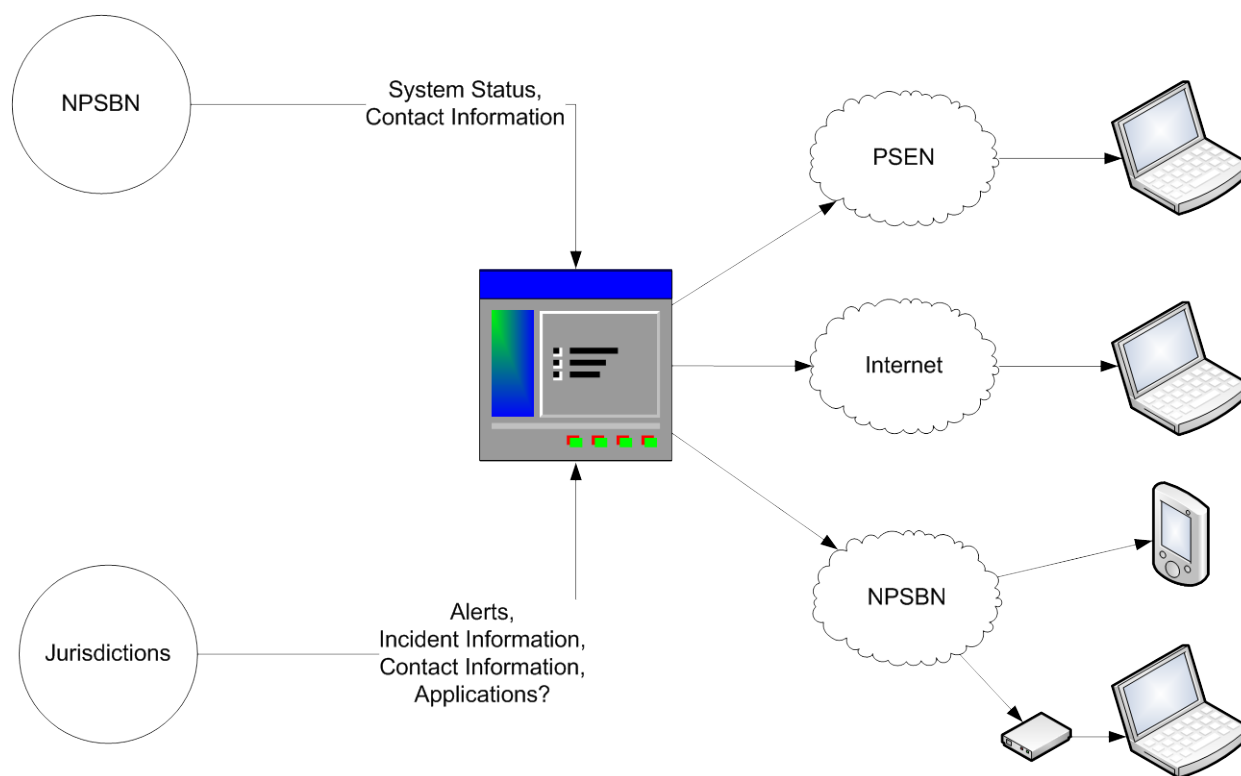 NPSBN
System Status,
Contact Information
PSEN
Internet
NPSBN
Jurisdictions
Alerts,
Incident Information,
Contact Information,
Applications?